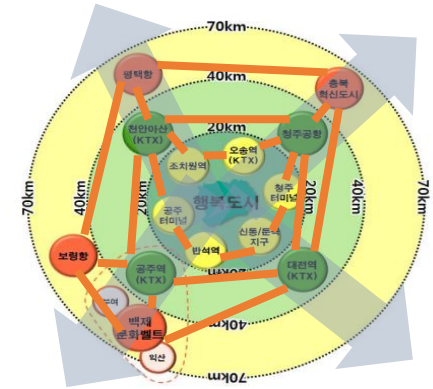 70km
평택항
40km
충북
혁신도시
20km
천안아산
(KTX)
오송역
(KTX)
청주공항
조치원역
70km
40km
20km
행복도시
청주
터미널
20km
40km
70km
공주
터미널
신동/둔곡
지구
반석역
보령항
공주역
(KTX)
20km
대전역
(KTX)
백제
문화벨트
40km
익산
70km